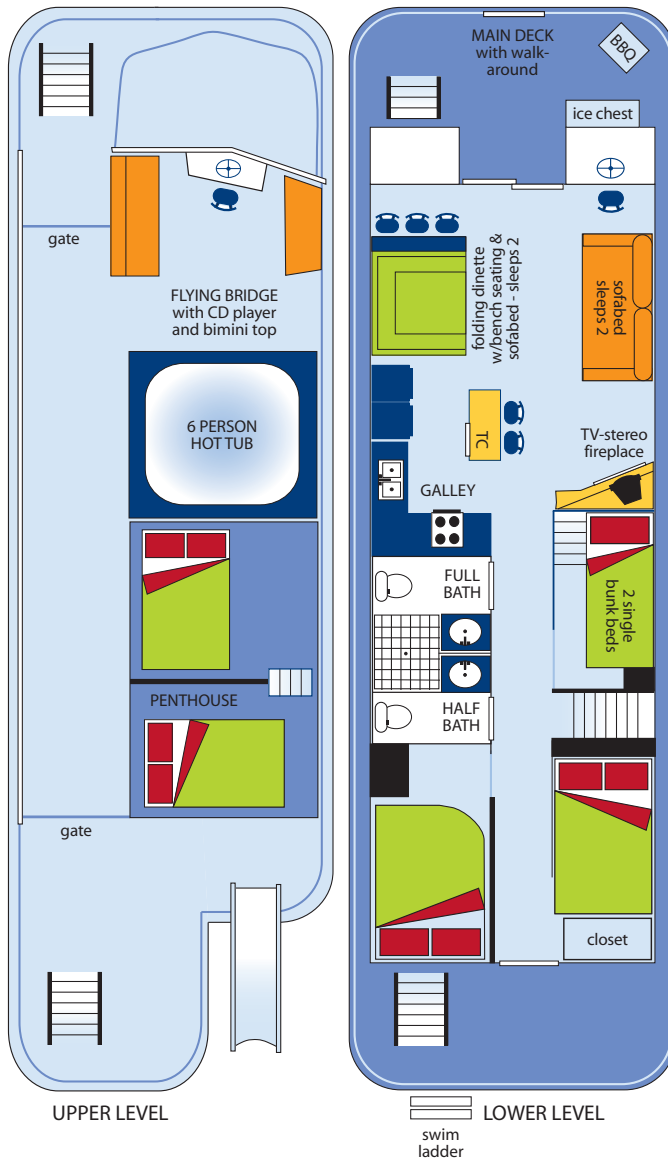 gate
FLYING BRIDGE
with CD player
and bimini top
6 PERSON
HOT TUB
PENTHOUSE
gate
UPPER LEVEL
MAIN DECK
with walk-
around
BBQ
ice chest
folding dinette
w/bench seating &
sofabed - sleeps 2
sofabed
sleeps 2
TC
TV-stereo
fireplace
GALLEY
FULL
BATH
2 single
bunk beds
HALF
BATH
closet
LOWER LEVEL
swim
ladder